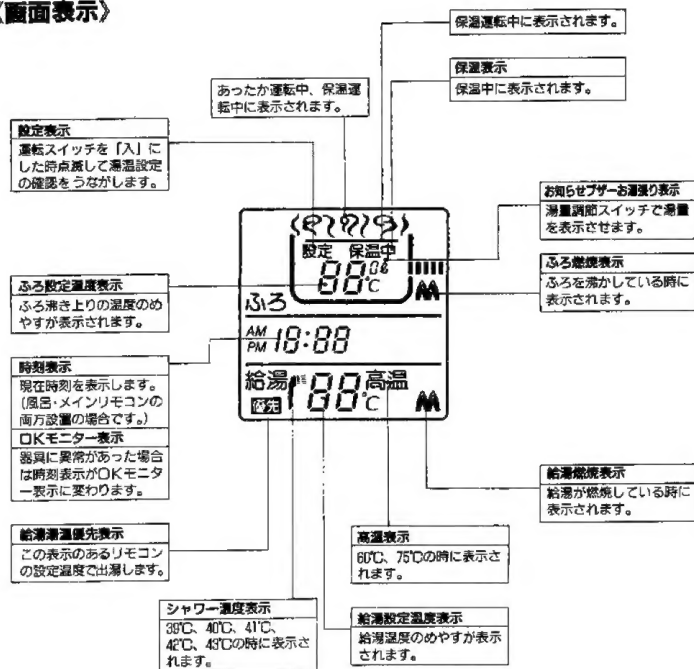 《画面表示》
保温運転中に表示されます。
保温表示
保温中に表示されます。
あったか運転中、保温運
転中に表示されます。
設定表示
運転スイッチを「入」に
した時点滅して湯温設定
の確認をうながします。
お知らせブザーお湯張り表示
湯量調節スイッチで湯量
を表示させます。
設定 保温中
88 0ℓ ℃
ふろ
ふろ設定温度表示
ふろ沸き上りの温度のめ
やすが表示されます。
ふろ燃焼表示
ふろを沸かしている時に
表示されます。
AM
PM 18:88
時刻表示
現在時刻を表示します。
(風呂・メインリモコンの
両方設置の場合です。)
OKモニター表示
器具に異常があった場合
は時刻表示がOKモニタ
ー表示に変わります。
給湯 88℃ 高温
優先
給湯燃焼表示
給湯が燃焼している時に
表示されます。
給湯湯温優先表示
この表示のあるリモコン
の設定温度で出湯します。
高温表示
60℃、75℃の時に表示さ
れます。
シャワー温度表示
39℃、40℃、41℃、
42℃、43℃の時に表示さ
れます。
給湯設定温度表示
給湯温度のめやすが表示
されます。